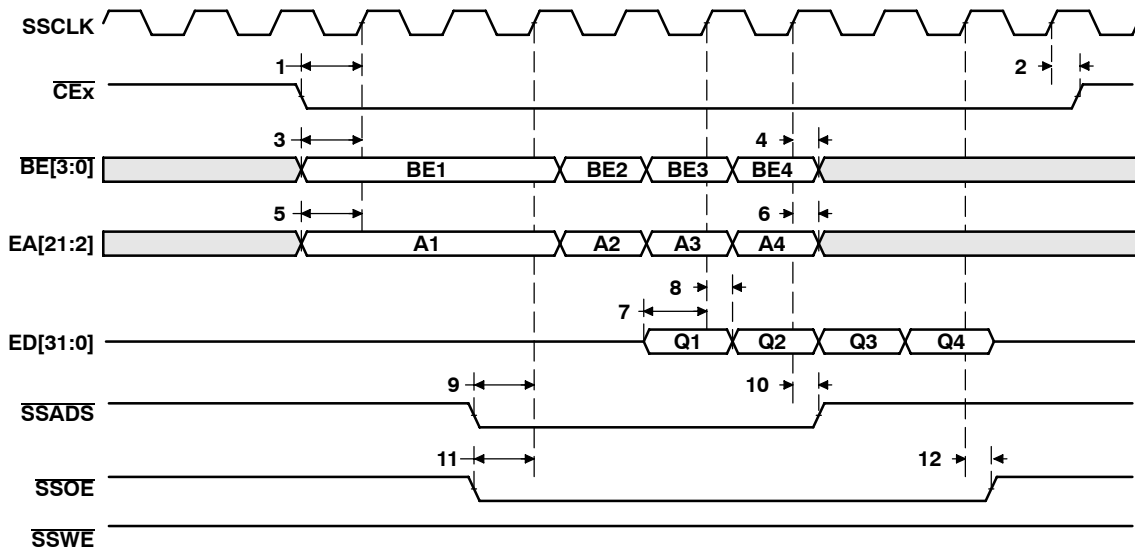 SSCLK
1 2
CEx
3 4
BE[3:0] BE1 BE2 BE3 BE4
5 6
EA[21:2] A1 A2 A3 A4
8
7
ED[31:0] Q1 Q2 Q3 Q4
9 10
SSADS
11 12
SSOE
SSWE